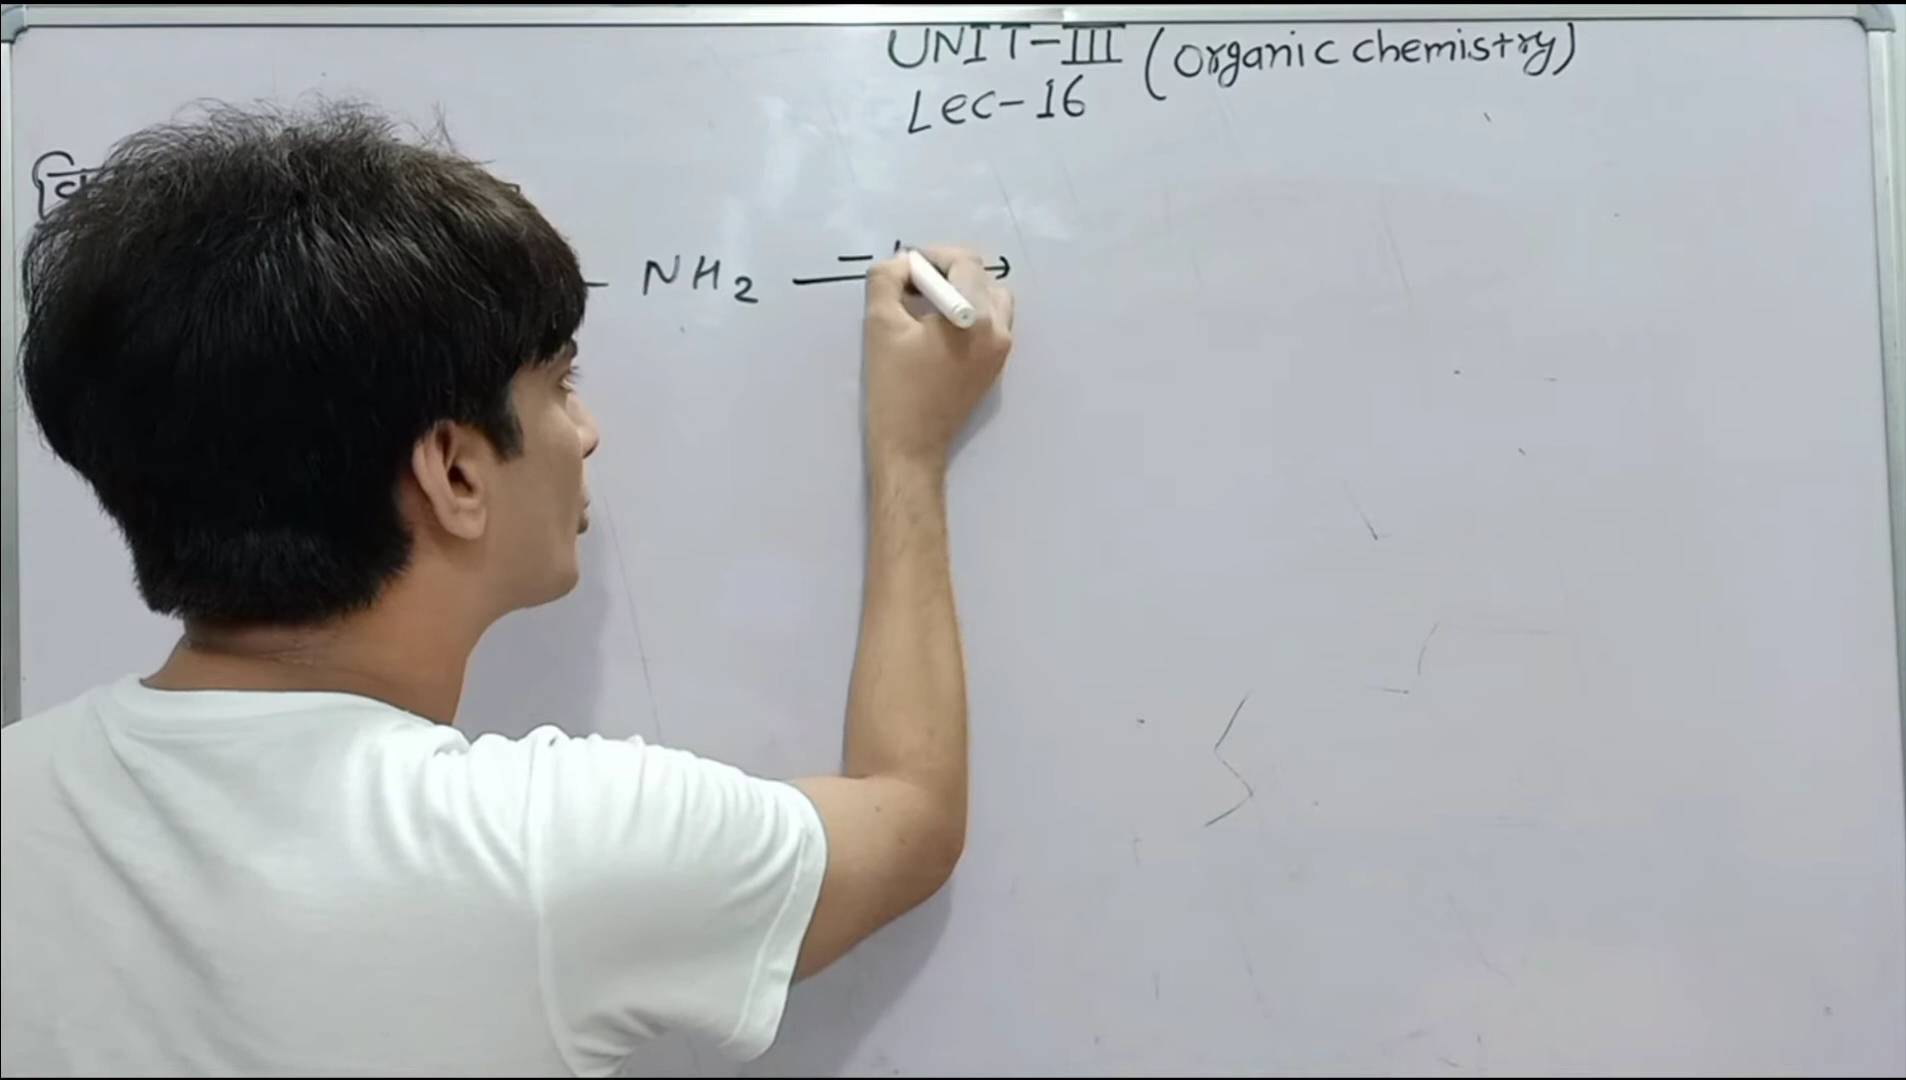 UNIT-III (Organic chemistry)
Lec-16
- NH2 →